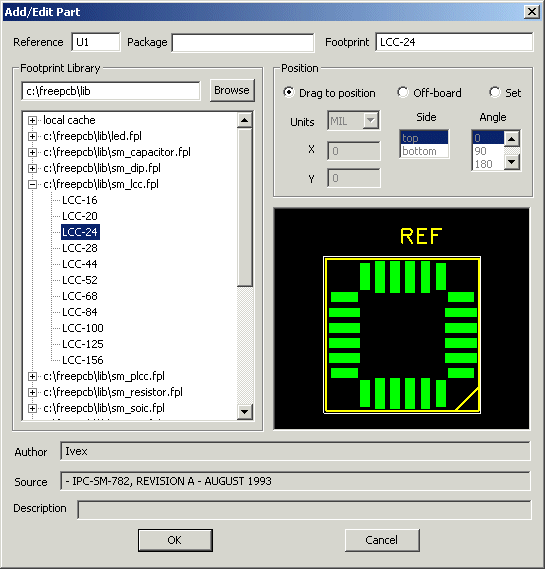 Add/Edit Part
Reference U1 Package Footprint LCC-24
Footprint Library
c:\freepcb\lib Browse
local cache
c:\freepcb\lib\led.fpl
c:\freepcb\lib\sm_capacitor.fpl
c:\freepcb\lib\sm_dip.fpl
c:\freepcb\lib\sm_lcc.fpl
LCC-16
LCC-20
LCC-24
LCC-28
LCC-44
LCC-52
LCC-68
LCC-84
LCC-100
LCC-125
LCC-156
c:\freepcb\lib\sm_plcc.fpl
c:\freepcb\lib\sm_resistor.fpl
c:\freepcb\lib\sm_soic.fpl
Position
Drag to position Off-board Set
Units MIL Side Angle
X 0 top 0
bottom 90
Y 0 180
REF
Author Ivex
Source - IPC-SM-782, REVISION A - AUGUST 1993
Description
OK Cancel